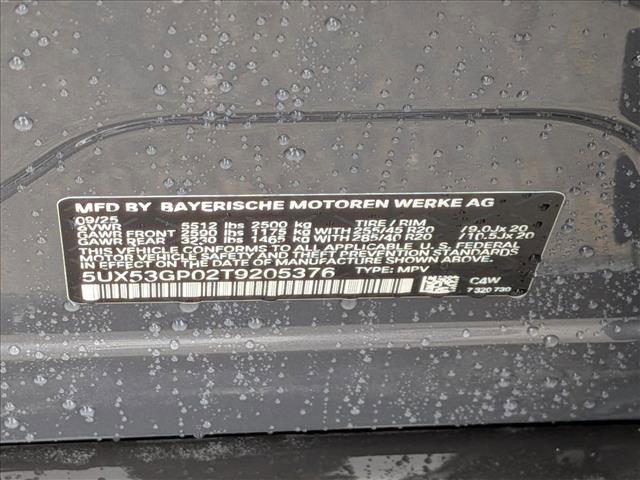 MFD BY BAYERISCHE MOTOREN WERKE AG
09/25 TIRE / RIM
GVWR 5512 lbs 2500 kg
GAWR FRONT 2590 lbs 1175 kg WITH 255/45 R20 /9.0Jx20
GAWR REAR 3230 lbs 1465 kg WITH 285/40 R20 /10.0Jx20
THIS VEHICLE CONFORMS TO ALL APPLICABLE U.S. FEDERAL
MOTOR VEHICLE SAFETY AND THEFT PREVENTION STANDARDS
IN EFFECT ON THE DATE OF MANUFACTURE SHOWN ABOVE.
5UX53GP02T9205376 TYPE: MPV
C4W
7 320 730